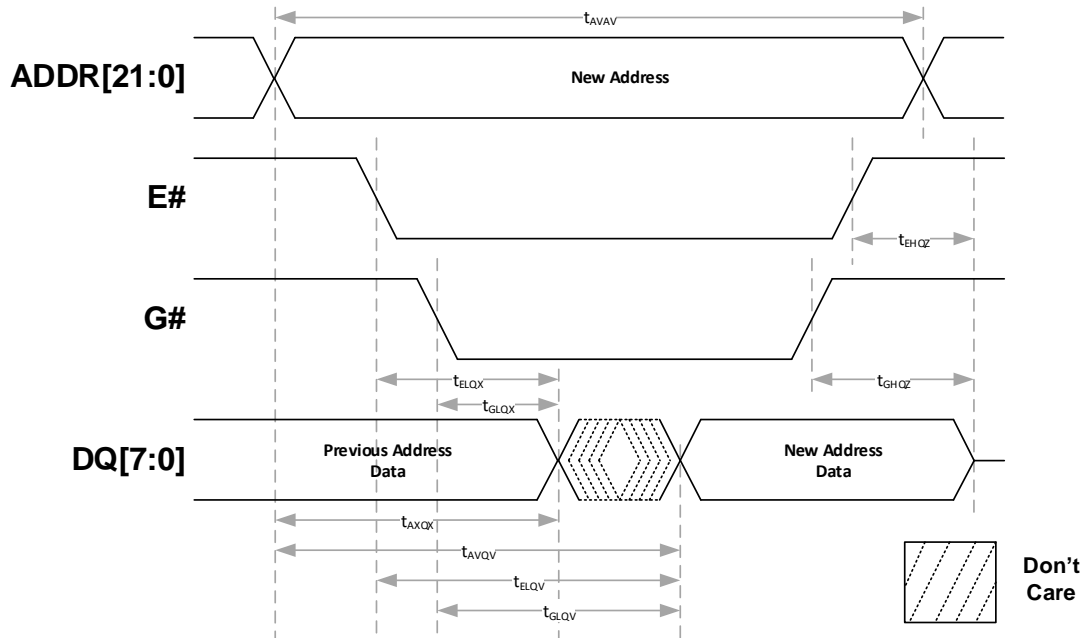 tAVAV
ADDR[21:0]
New Address
E#
tEHQZ
G#
tELQX
tGHQZ
tGLQX
DQ[7:0]
Previous Address
Data
New Address
Data
tAXQX
tAVQV
tELQV
tGLQV
Don't
Care